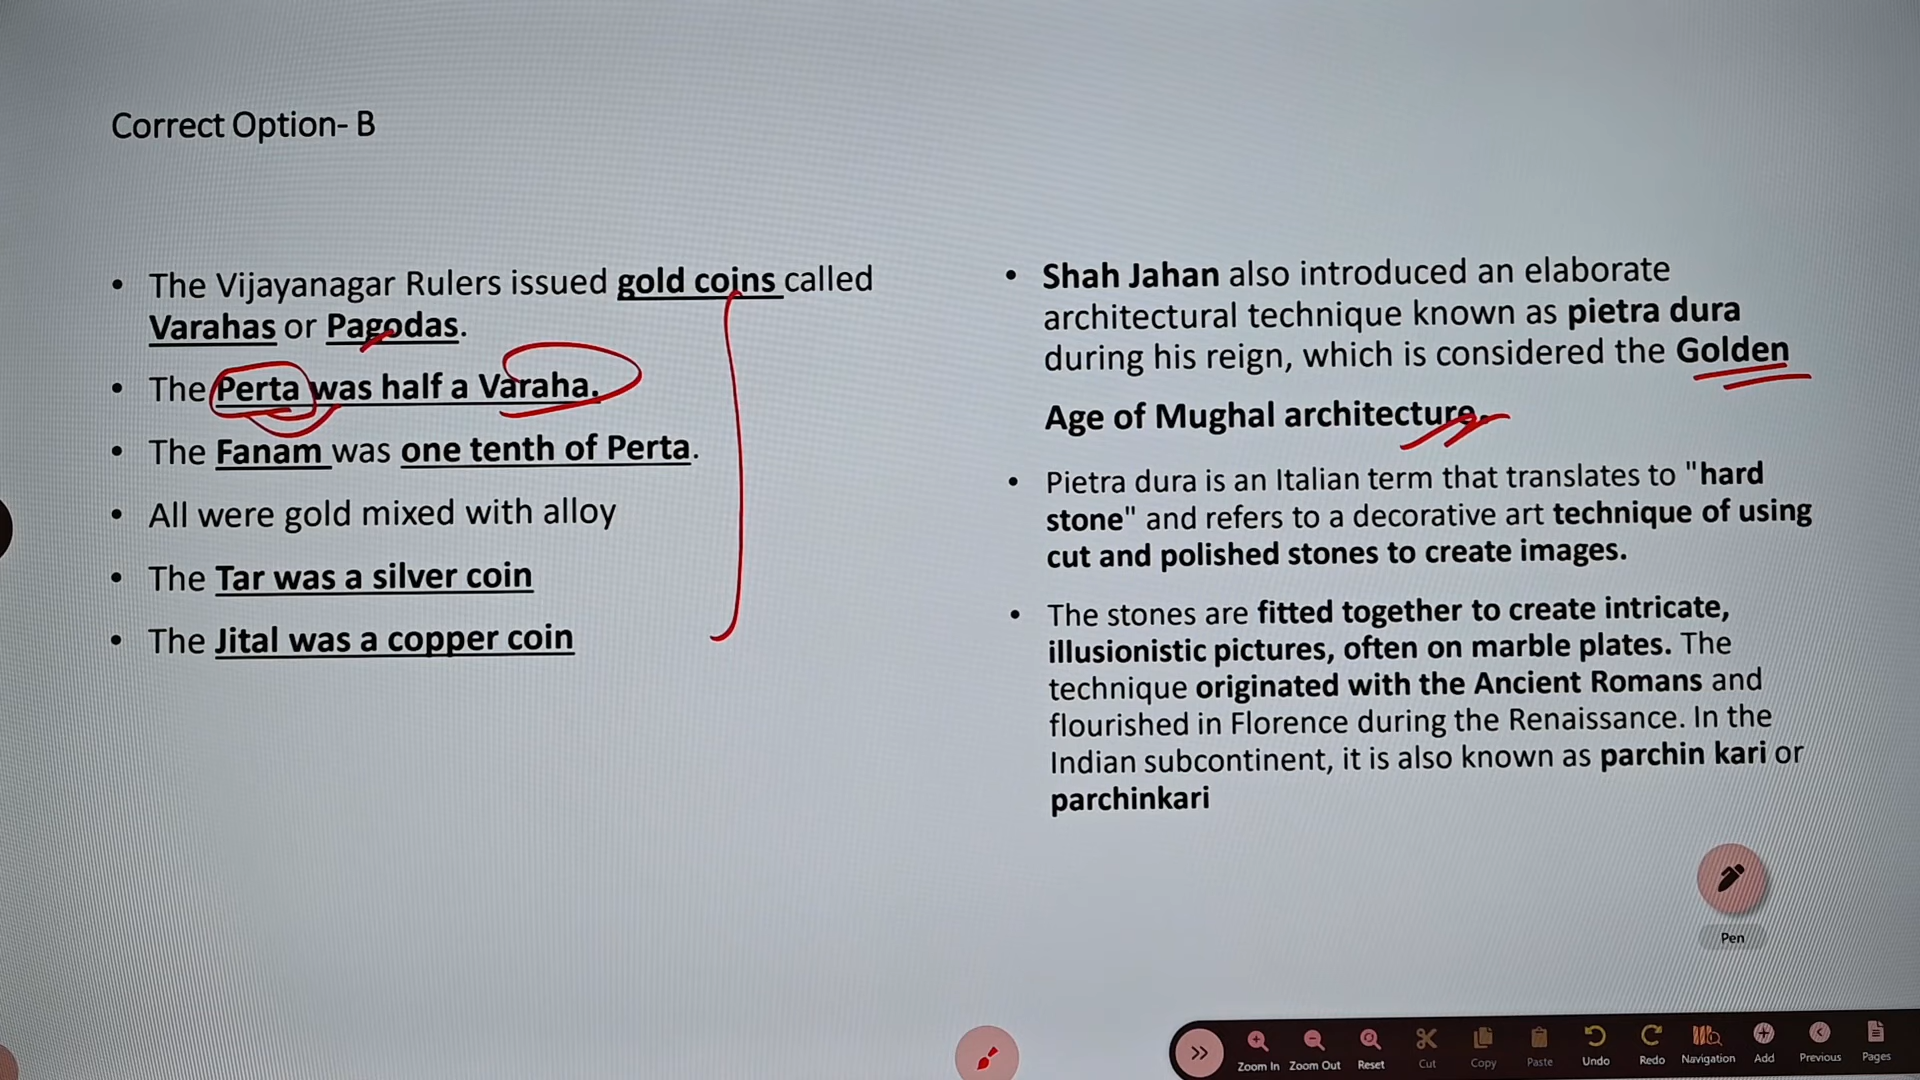 Correct Option- B
• The Vijayanagar Rulers issued gold coins called
Varahas or Pagodas.
• The Perta was half a Varaha.
• The Fanam was one tenth of Perta.
• All were gold mixed with alloy
• The Tar was a silver coin
• The Jital was a copper coin
• Shah Jahan also introduced an elaborate
architectural technique known as pietra dura
during his reign, which is considered the Golden
Age of Mughal architecture.
• Pietra dura is an Italian term that translates to "hard
stone" and refers to a decorative art technique of using
cut and polished stones to create images.
• The stones are fitted together to create intricate,
illusionistic pictures, often on marble plates. The
technique originated with the Ancient Romans and
flourished in Florence during the Renaissance. In the
Indian subcontinent, it is also known as parchin kari or
parchinkari
Pen
Zoom In Zoom Out Reset Cut Copy Paste Undo Redo Navigation Add Previous Pages